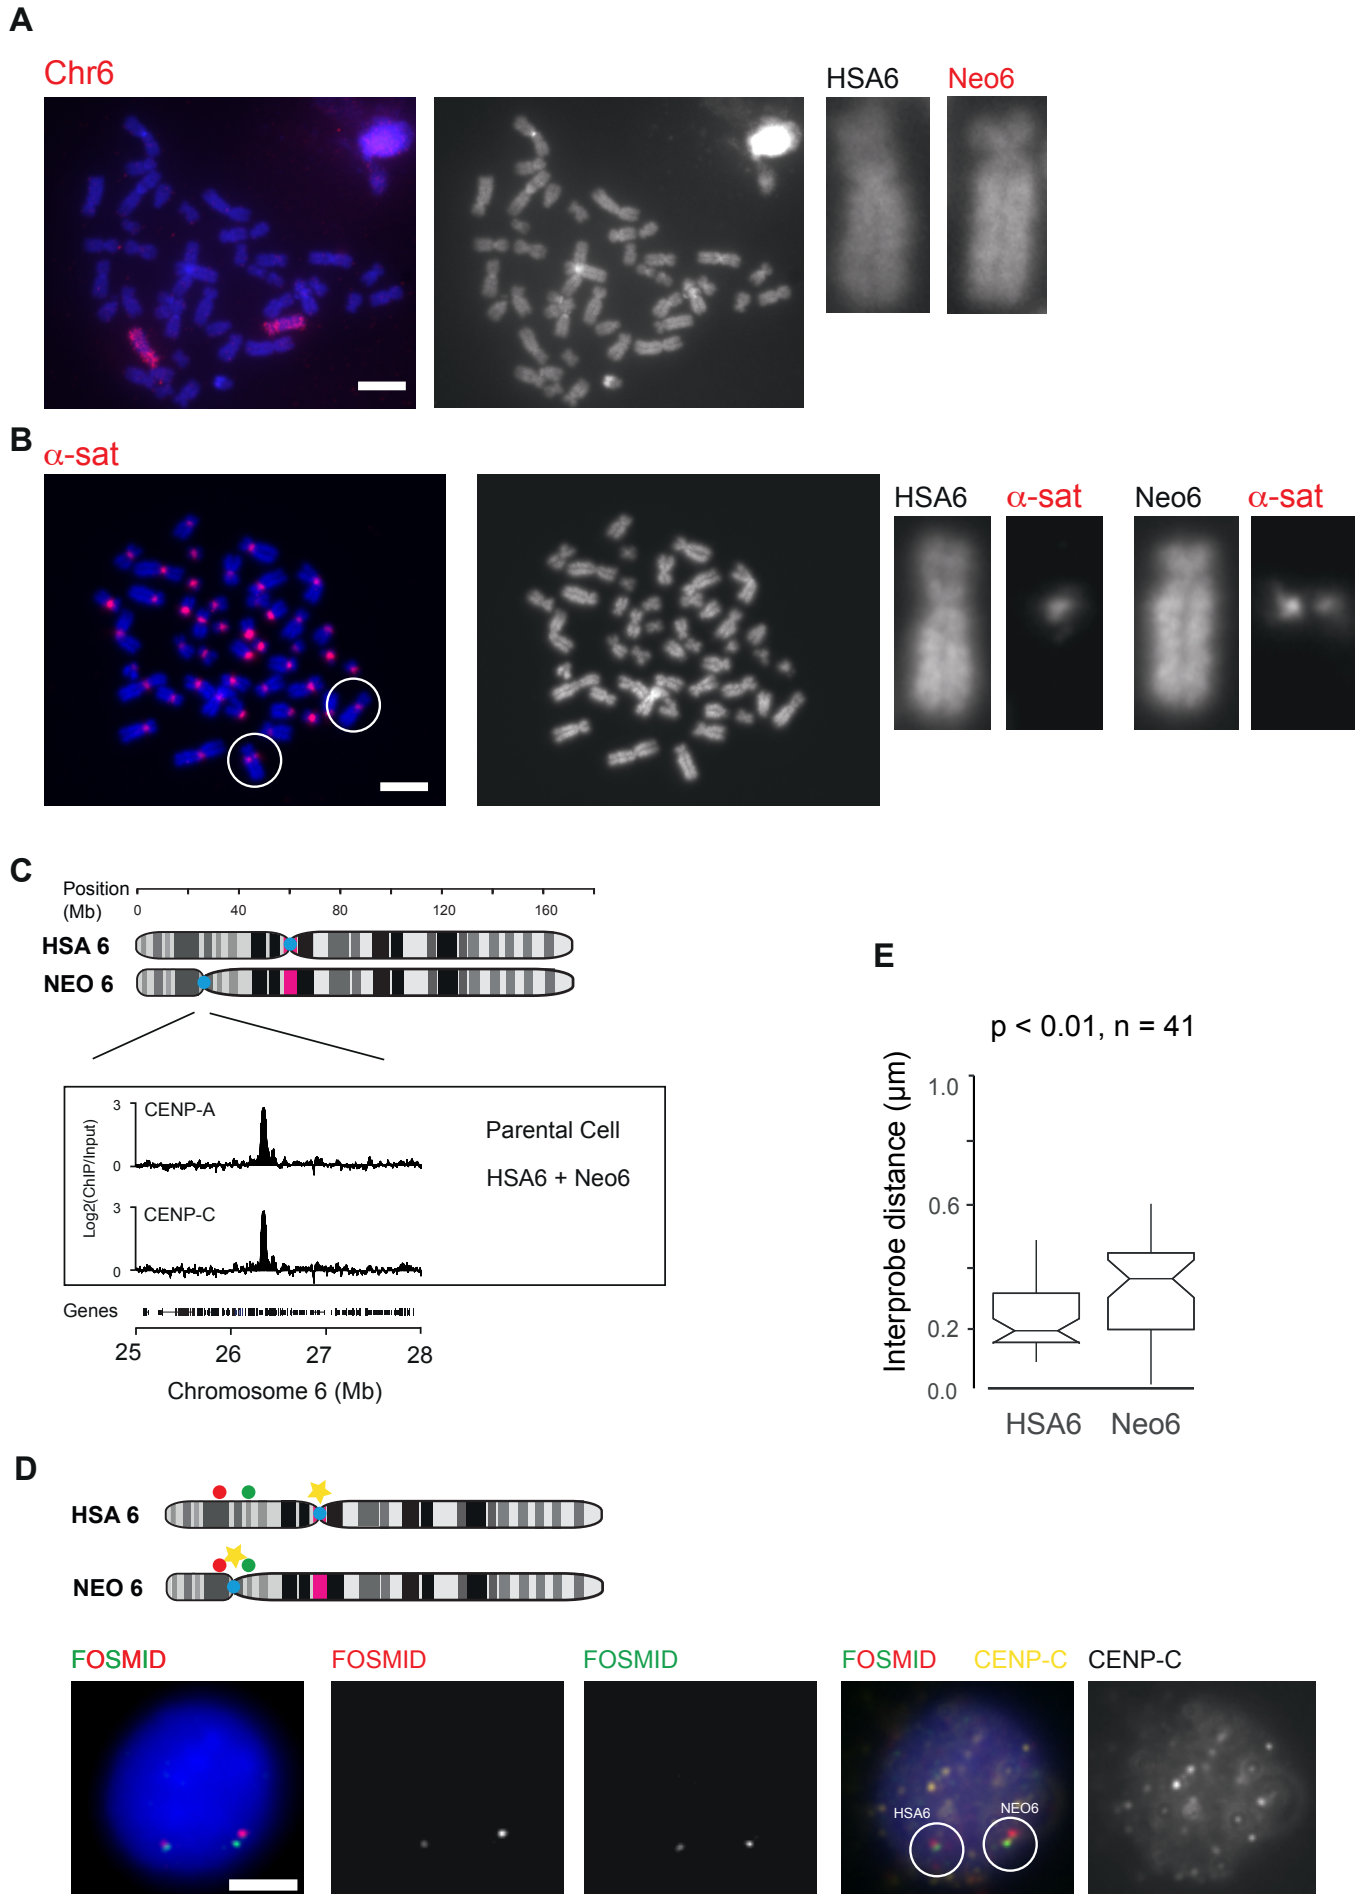 A
Chr6
HSA6 Neo6
B
α-sat
HSA6 α-sat Neo6 α-sat
C
Position
(Mb)
0 40 80 120 160
HSA 6
NEO 6
Log2(ChIP/Input)
3
CENP-A
0
3
CENP-C
0
Parental Cell
HSA6 + Neo6
Genes
25 26 27 28
Chromosome 6 (Mb)
E
p < 0.01, n = 41
Interprobe distance (μm)
1.0
0.6
0.2
0.0
HSA6 Neo6
D
HSA 6
NEO 6
FOSMID FOSMID FOSMID FOSMID CENP-C CENP-C
HSA6 NEO6